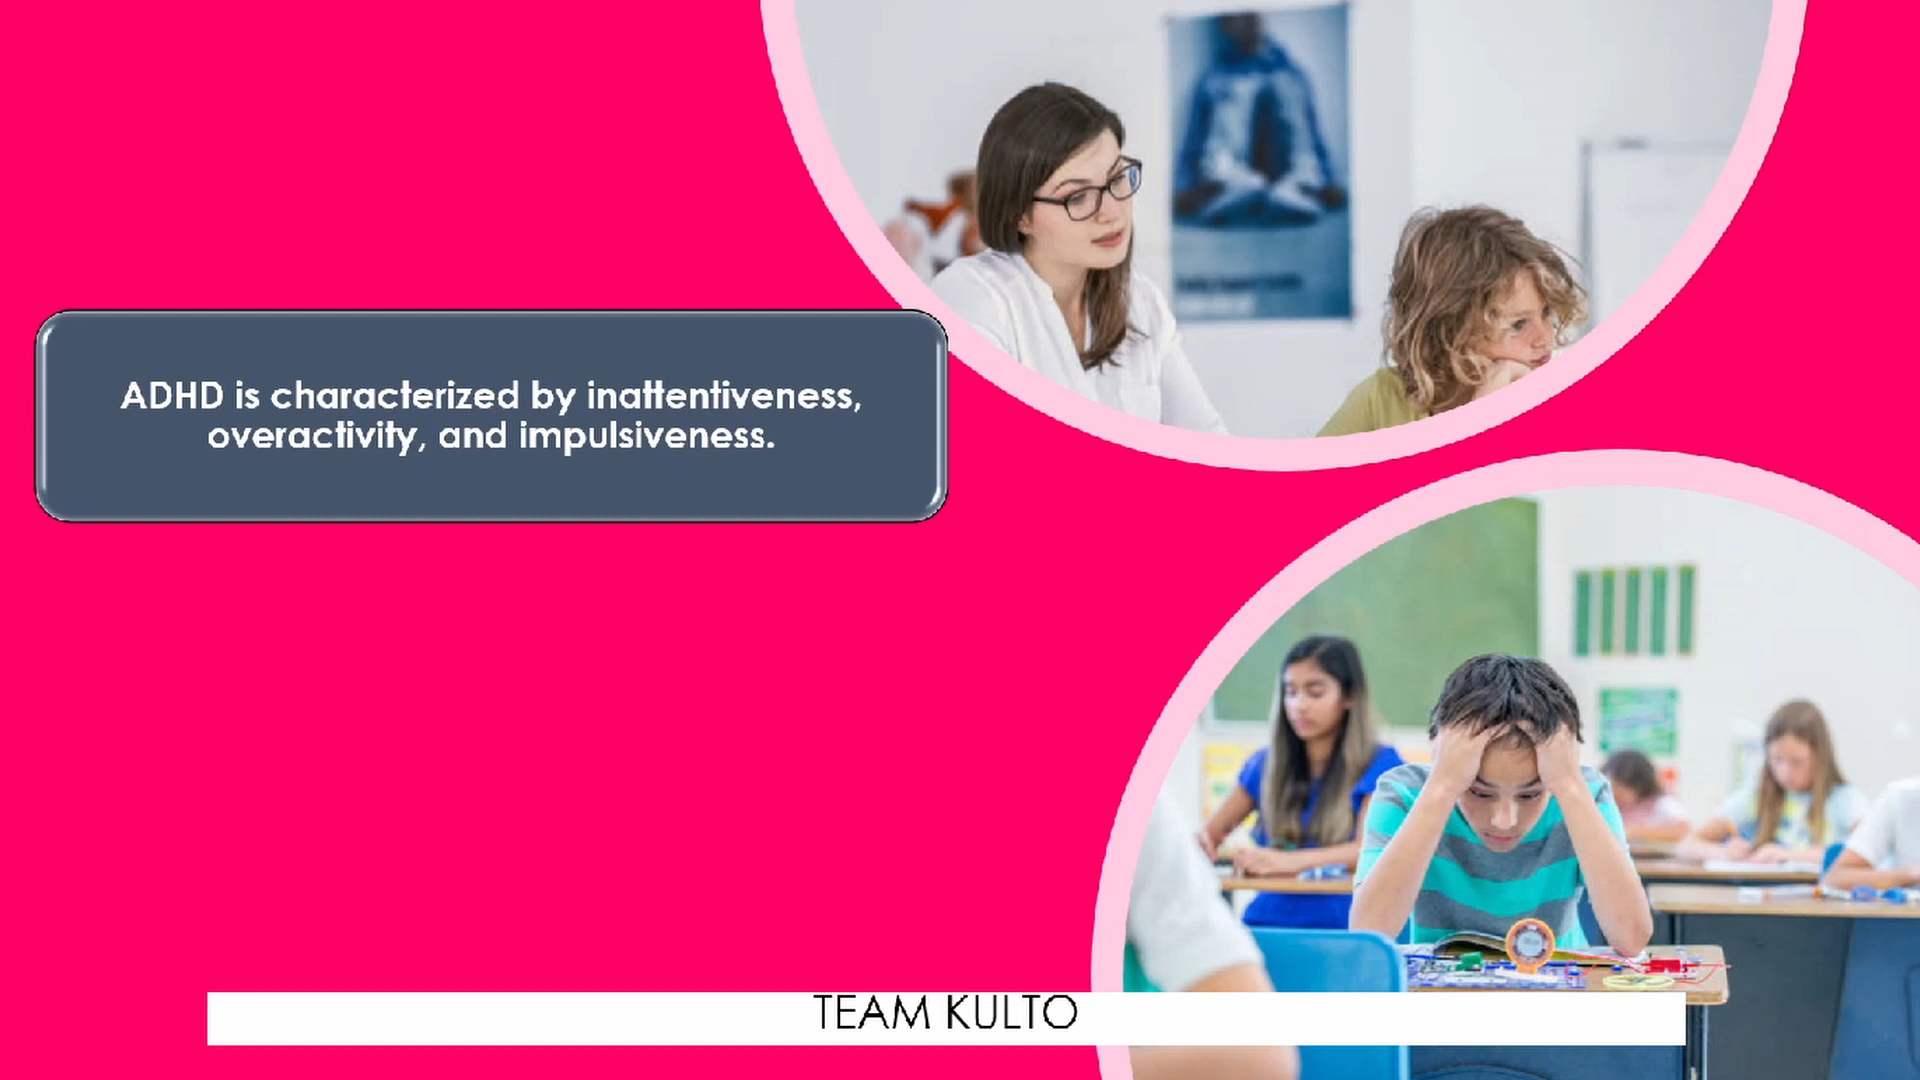 ADHD is characterized by inattentiveness,
overactivity, and impulsiveness.
TEAM KULTO